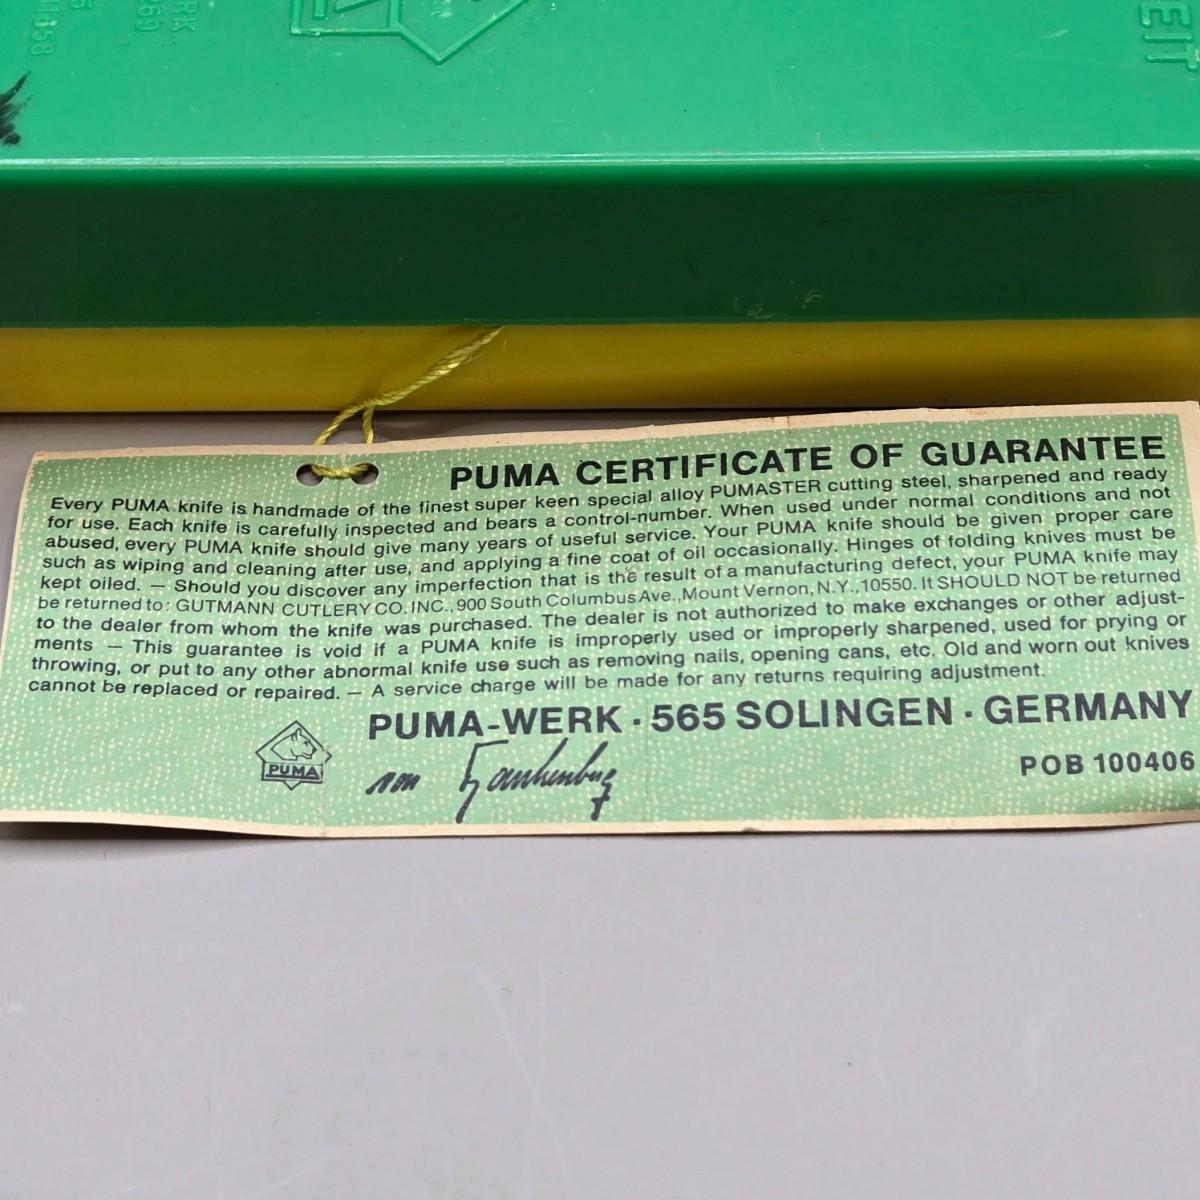 EIT
PUMA CERTIFICATE OF GUARANTEE
Every PUMA knife is handmade of the finest super keen special alloy PUMASTER cutting steel, sharpened and ready
for use. Each knife is carefully inspected and bears a control-number. When used under normal conditions and not
abused, every PUMA knife should give many years of useful service. Your PUMA knife should be given proper care
such as wiping and cleaning after use, and applying a fine coat of oil occasionally. Hinges of folding knives must be
kept oiled. — Should you discover any imperfection that is the result of a manufacturing defect, your PUMA knife may
be returned to: GUTMANN CUTLERY CO. INC., 900 South Columbus Ave., Mount Vernon, N.Y., 10550. It SHOULD NOT be returned
to the dealer from whom the knife was purchased. The dealer is not authorized to make exchanges or other adjust-
ments — This guarantee is void if a PUMA knife is improperly used or improperly sharpened, used for prying or
throwing, or put to any other abnormal knife use such as removing nails, opening cans, etc. Old and worn out knives
cannot be replaced or repaired. — A service charge will be made for any returns requiring adjustment.
PUMA-WERK · 565 SOLINGEN · GERMANY
PUMA
POB 100406